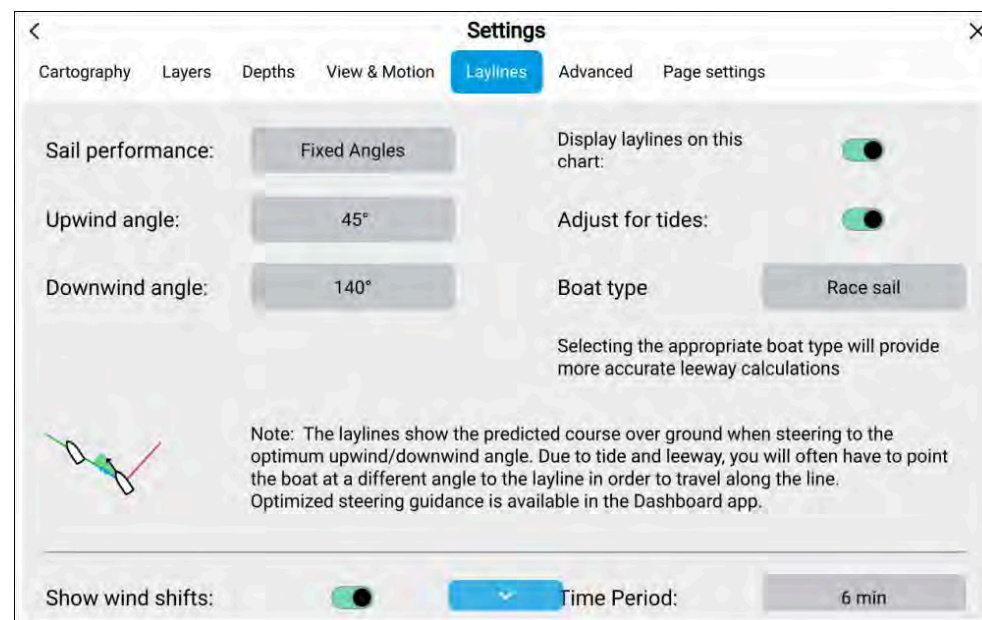 Settings
Cartography Layers Depths View & Motion Laylines Advanced Page settings
Sail performance: Fixed Angles
Display laylines on this
chart:
Upwind angle: 45°
Adjust for tides:
Downwind angle: 140°
Boat type Race sail
Selecting the appropriate boat type will provide
more accurate leeway calculations
Note: The laylines show the predicted course over ground when steering to the
optimum upwind/downwind angle. Due to tide and leeway, you will often have to point
the boat at a different angle to the layline in order to travel along the line.
Optimized steering guidance is available in the Dashboard app.
Show wind shifts:
Time Period: 6 min